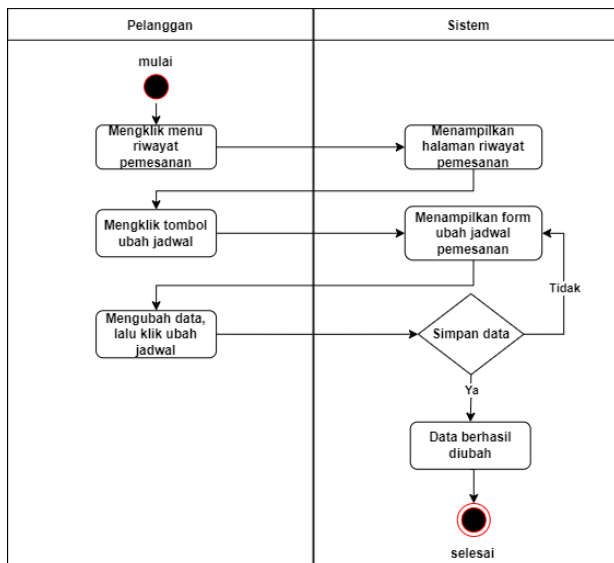 Pelanggan
Sistem
mulai
Mengklik menu
riwayat
pemesanan
Menampilkan
halaman riwayat
pemesanan
Mengklik tombol
ubah jadwal
Menampilkan form
ubah jadwal
pemesanan
Tidak
Mengubah data,
lalu klik ubah
jadwal
Simpan data
Ya
Data berhasil
diubah
selesai